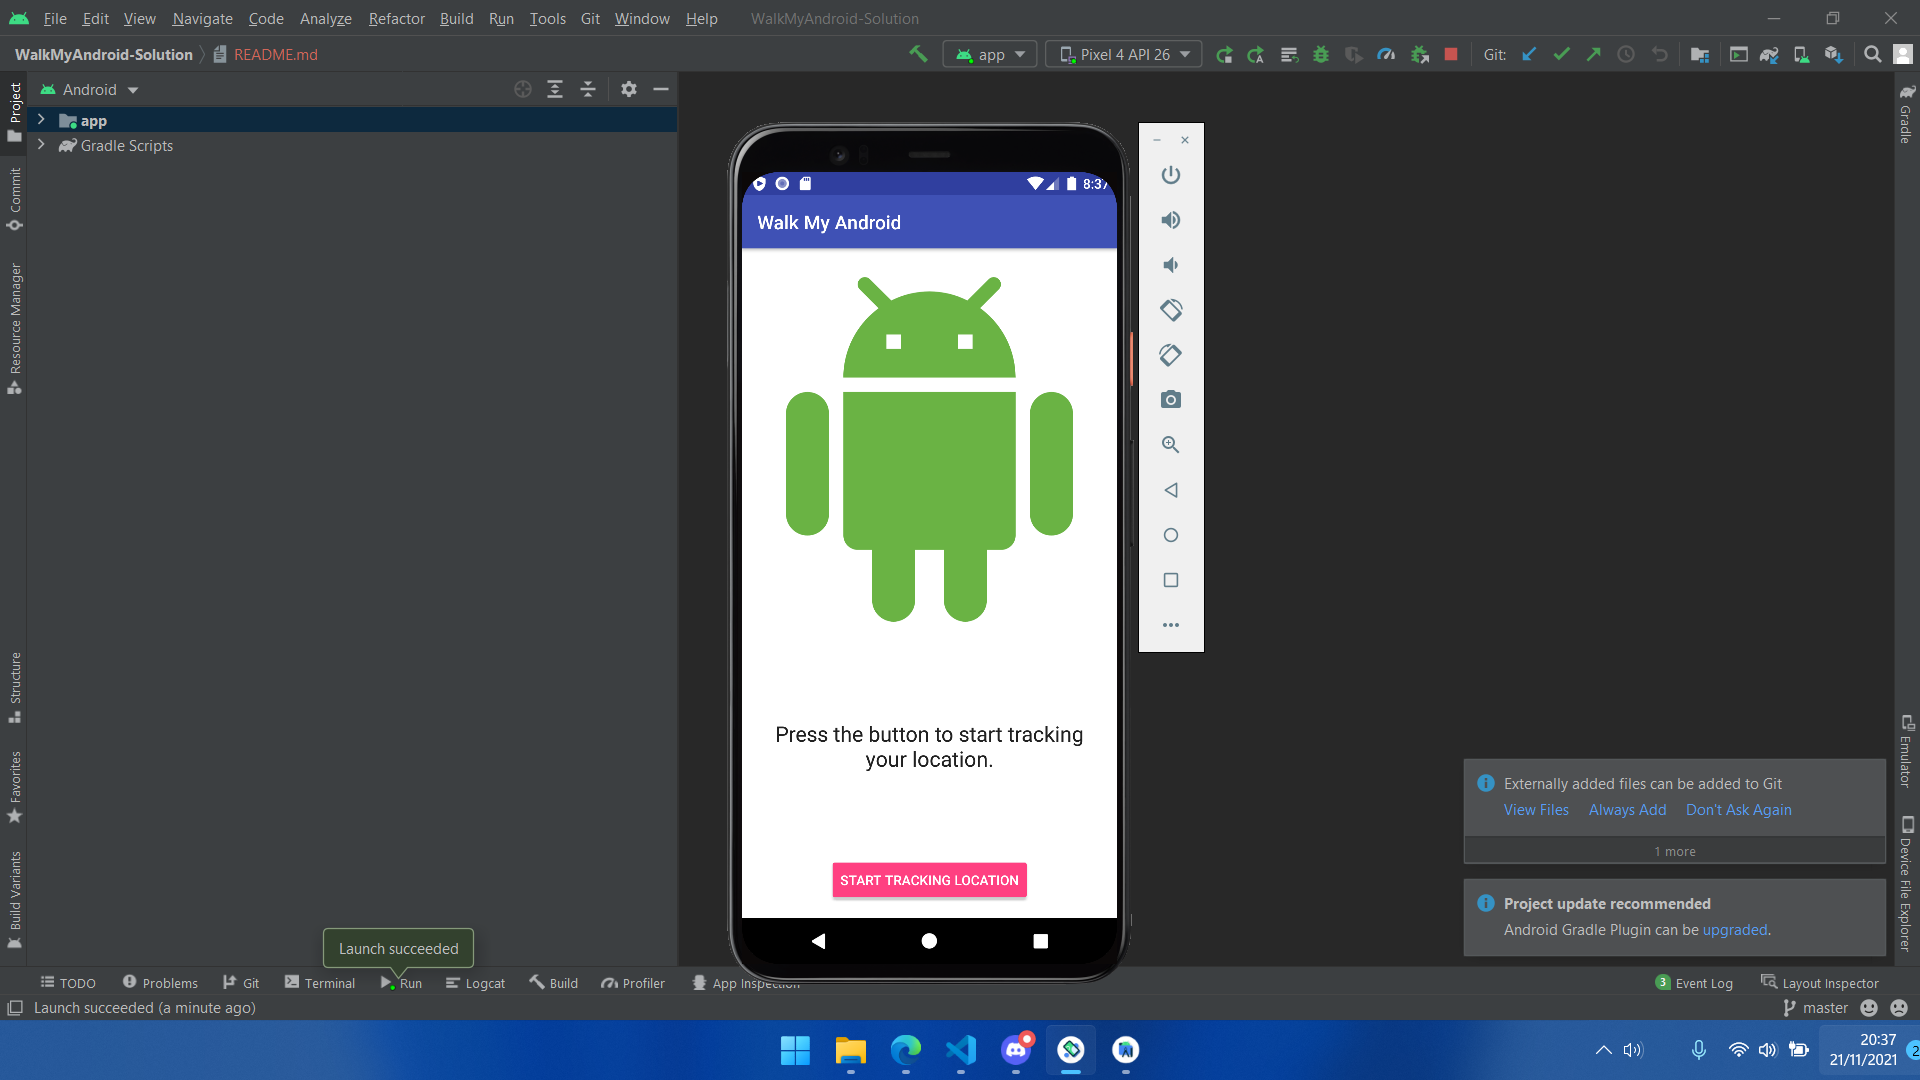 File Edit View Navigate Code Analyze Refactor Build Run Tools Git Window Help WalkMyAndroid-Solution
WalkMyAndroid-Solution README.md app Pixel 4 API 26 Git:
Android
app
Gradle Scripts
Project
Commit
Resource Manager
Structure
Favorites
Build Variants
8:37
Walk My Android
Press the button to start tracking
your location.
START TRACKING LOCATION
Gradle
Emulator
Device File Explorer
Externally added files can be added to Git
View Files Always Add Don't Ask Again
1 more
Project update recommended
Android Gradle Plugin can be upgraded.
Launch succeeded
TODO Problems Git Terminal Run Logcat Build Profiler App Inspection 3 Event Log Layout Inspector
Launch succeeded (a minute ago) master
20:37
21/11/2021
2